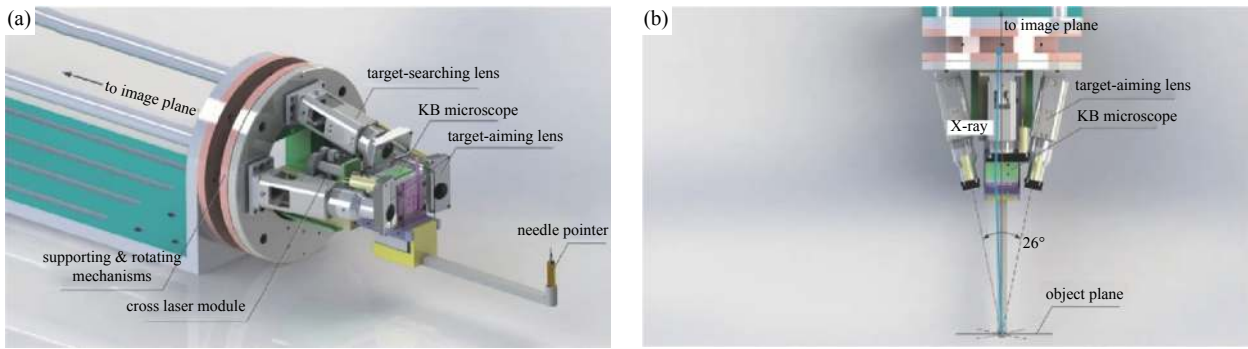 (a)
to image plane
target-searching lens
KB microscope
target-aiming lens
needle pointer
supporting & rotating
mechanisms
cross laser module
(b)
to image plane
target-aiming lens
KB microscope
X-ray
26°
object plane